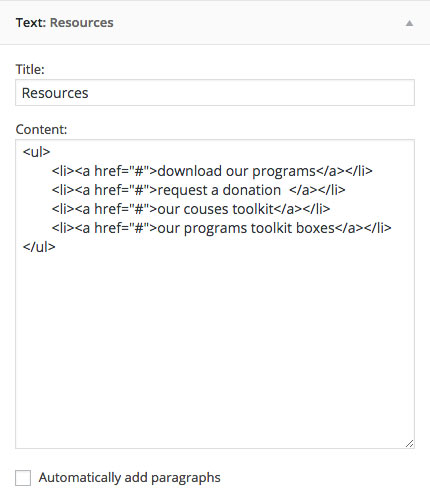 Text: Resources
Title:
Resources
Content:
<ul>
<li><a href="#">download our programs</a></li>
<li><a href="#">request a donation  </a></li>
<li><a href="#">our couses toolkit</a></li>
<li><a href="#">our programs toolkit boxes</a></li>
</ul>
Automatically add paragraphs